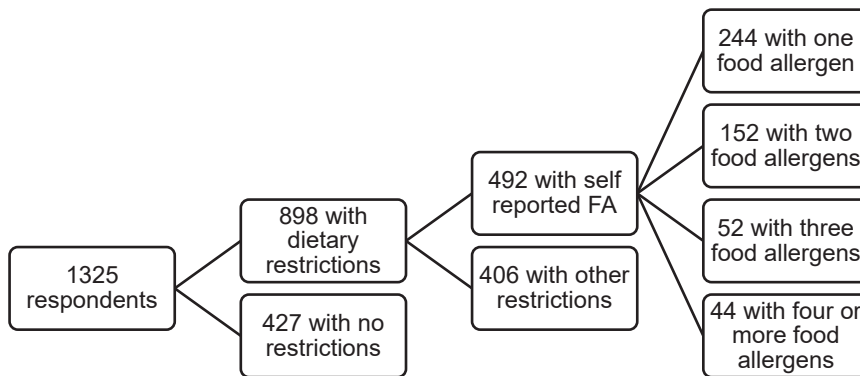 244 with one
food allergen
152 with two
food allergens
492 with self
reported FA
898 with
dietary
restrictions
52 with three
food allergens
1325
respondents
406 with other
restrictions
427 with no
restrictions
44 with four or
more food
allergens